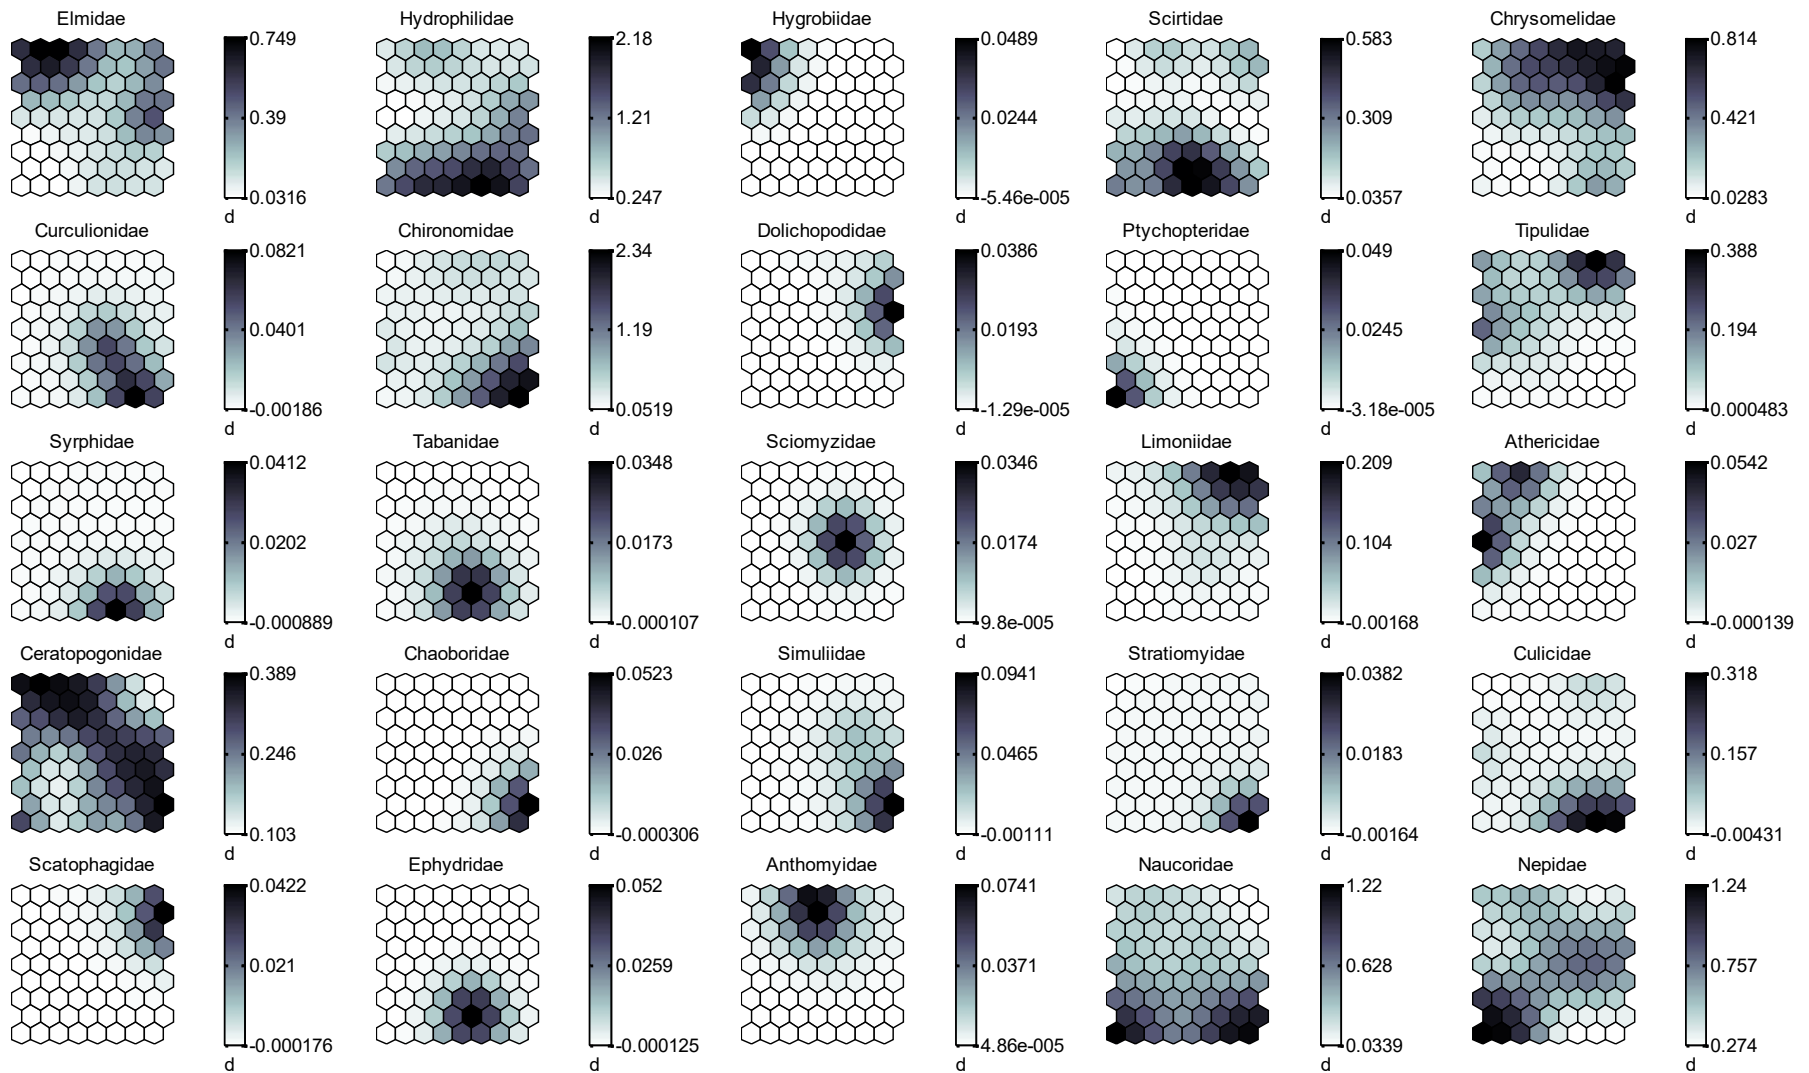 Elmidae Hydrophilidae Hygrobiidae Scirtidae Chrysomelidae
0.749 2.18 0.0489 0.583 0.814
0.39 1.21 0.0244 0.309 0.421
0.0316 0.247 -5.46e-005 0.0357 0.0283
d d d d d
Curculionidae Chironomidae Dolichopodidae Ptychopteridae Tipulidae
0.0821 2.34 0.0386 0.049 0.388
0.0401 1.19 0.0193 0.0245 0.194
-0.00186 0.0519 -1.29e-005 -3.18e-005 0.000483
d d d d d
Syrphidae Tabanidae Sciomyzidae Limoniidae Athericidae
0.0412 0.0348 0.0346 0.209 0.0542
0.0202 0.0173 0.0174 0.104 0.027
-0.000889 -0.000107 9.8e-005 -0.00168 -0.000139
d d d d d
Ceratopogonidae Chaoboridae Simuliidae Stratiomyidae Culicidae
0.389 0.0523 0.0941 0.0382 0.318
0.246 0.026 0.0465 0.0183 0.157
0.103 -0.000306 -0.00111 -0.00164 -0.00431
d d d d d
Scatophagidae Ephydridae Anthomyidae Naucoridae Nepidae
0.0422 0.052 0.0741 1.22 1.24
0.021 0.0259 0.0371 0.628 0.757
-0.000176 -0.000125 4.86e-005 0.0339 0.274
d d d d d